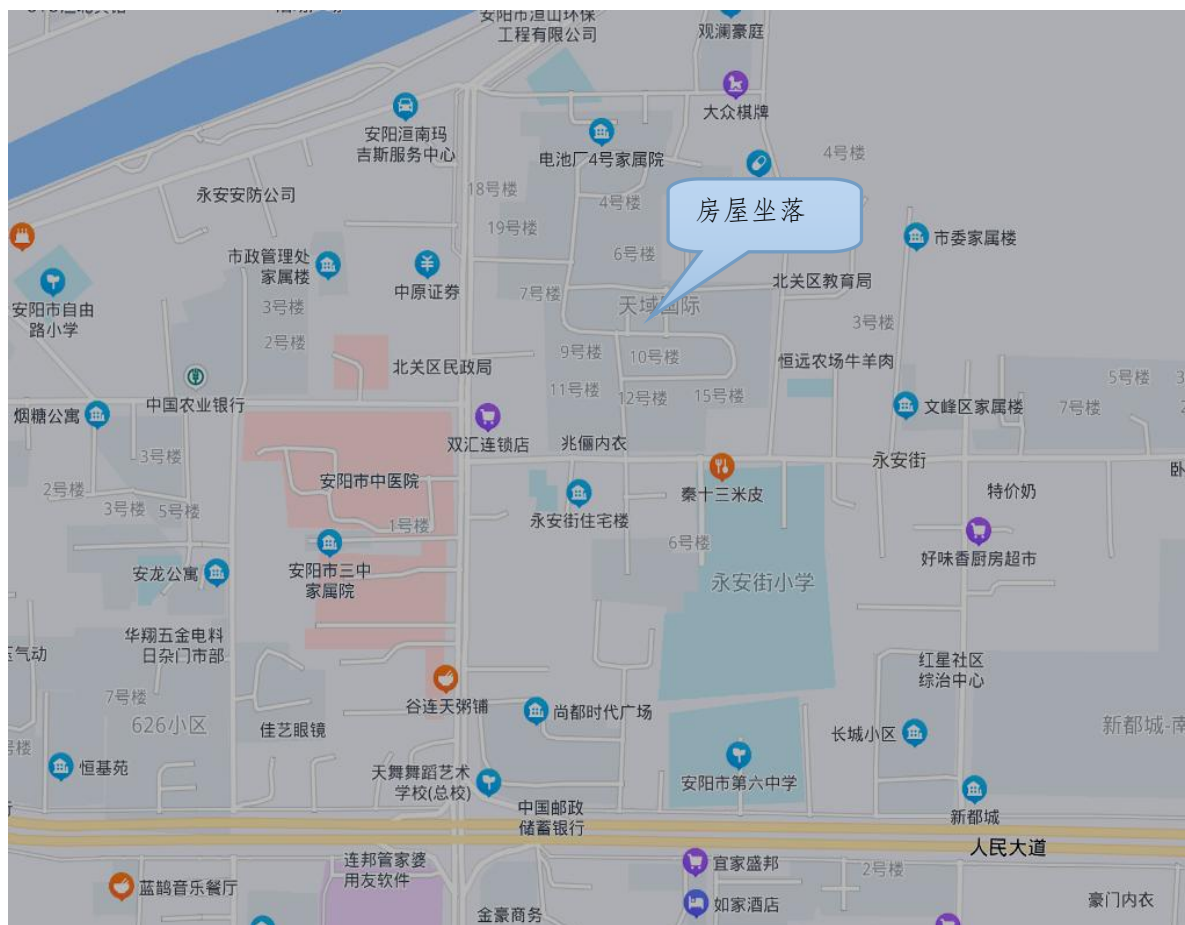 安阳市洹山环保
工程有限公司
观澜豪庭
大众棋牌
安阳洹南玛
吉斯服务中心
电池厂4号家属院
4号楼
永安安防公司
18号楼
4号楼
房屋坐落
19号楼
市政管理处
家属楼
6号楼
市委家属楼
中原证券
7号楼
北关区教育局
安阳市自由
路小学
3号楼
天域国际
3号楼
2号楼
9号楼
10号楼
恒远农场牛羊肉
北关区民政局
5号楼
11号楼
12号楼
15号楼
中国农业银行
烟糖公寓
文峰区家属楼
7号楼
双汇连锁店
兆俪内衣
3号楼
永安街
安阳市中医院
2号楼
秦十三米皮
特价奶
3号楼
5号楼
1号楼
永安街住宅楼
6号楼
好味香厨房超市
安龙公寓
安阳市三中
家属院
永安街小学
华翔五金电料
日杂门市部
气动
红星社区
综治中心
7号楼
626小区
谷连天粥铺
尚都时代广场
佳艺眼镜
长城小区
新都城-南
号楼
恒基苑
天舞舞蹈艺术
学校(总校)
安阳市第六中学
中国邮政
储蓄银行
新都城
人民大道
连邦管家婆
用友软件
宜家盛邦
2号楼
蓝鹊音乐餐厅
如家酒店
豪门内衣
金豪商务